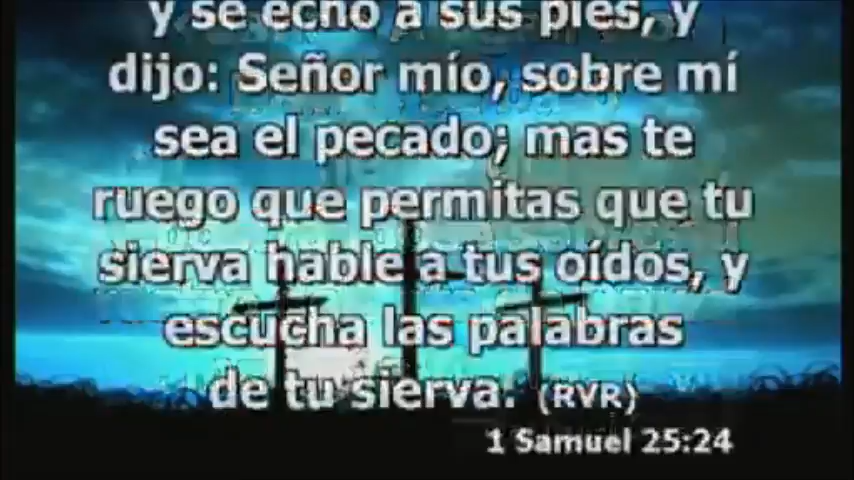 y se echó a sus pies, y
dijo: Señor mío, sobre mí
sea el pecado; mas te
ruego que permitas que tu
sierva hable a tus oídos, y
escucha las palabras
de tu sierva. (RVR)
1 Samuel 25:24